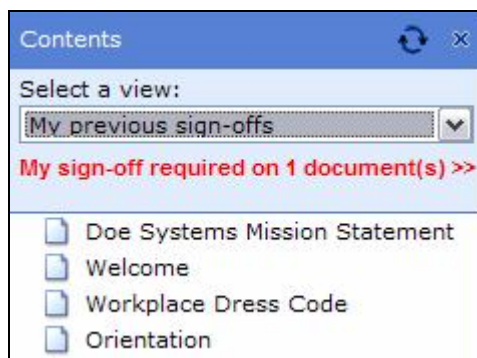 Contents
Select a view:
My previous sign-offs
My sign-off required on 1 document(s) >>
Doe Systems Mission Statement
Welcome
Workplace Dress Code
Orientation